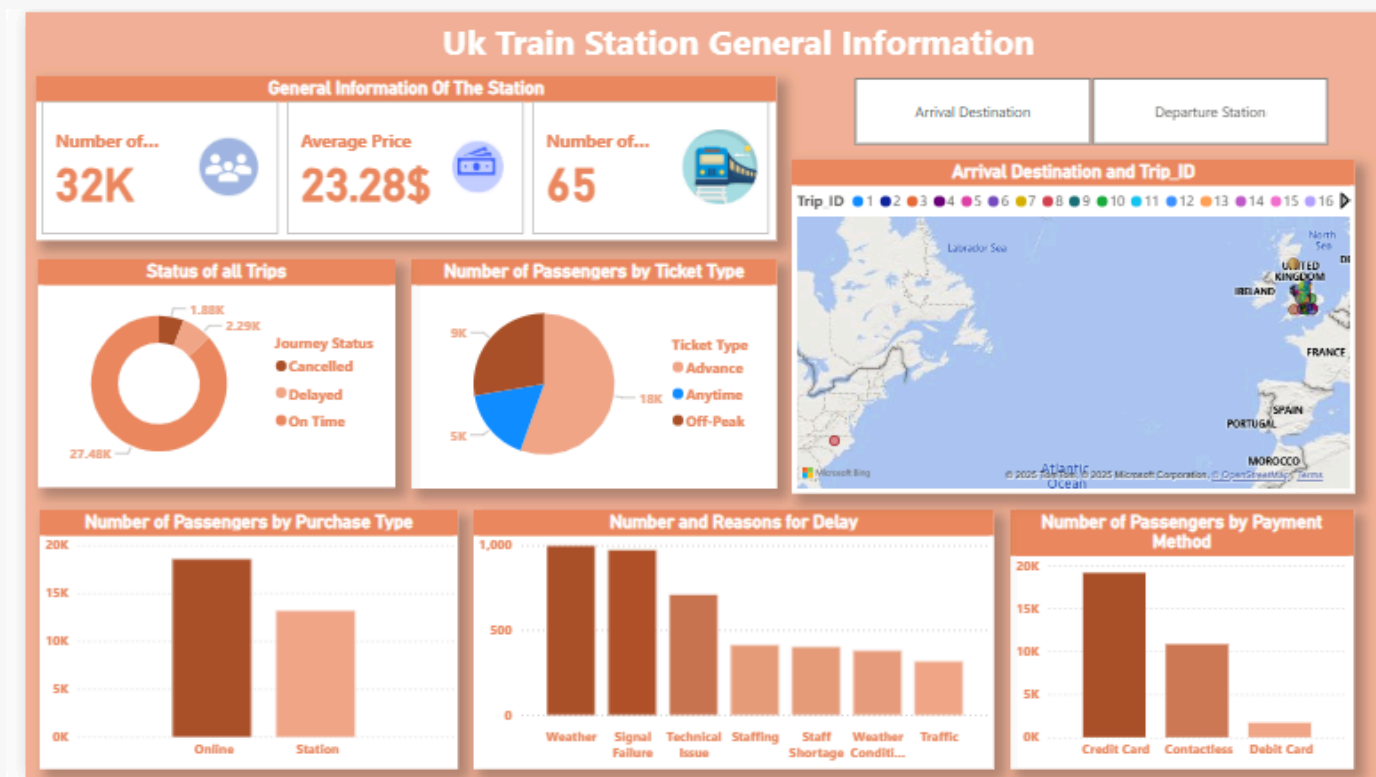 Uk Train Station General Information
General Information Of The Station
Number of...
32K
Average Price
23.28$
Number of...
65
Arrival Destination
Departure Station
Arrival Destination and Trip_ID
Trip_ID 1 2 3 4 5 6 7 8 9 10 11 12 13 14 15 16
Labrador Sea
North
Sea
UNITED
KINGDOM
IRELAND
FRANCE
SPAIN
PORTUGAL
MOROCCO
Atlantic
Ocean
Microsoft Bing
© 2025 TomTom, © 2025 Microsoft Corporation, © OpenStreetMap Terms
Status of all Trips
1.88K
2.29K
27.48K
Journey Status
Cancelled
Delayed
On Time
Number of Passengers by Ticket Type
9K
5K
18K
Ticket Type
Advance
Anytime
Off-Peak
Number of Passengers by Purchase Type
20K
15K
10K
5K
0K
Online
Station
Number and Reasons for Delay
1,000
500
0
Weather
Signal
Failure
Technical
Issue
Staffing
Staff
Shortage
Weather
Conditi...
Traffic
Number of Passengers by Payment
Method
20K
15K
10K
5K
0K
Credit Card
Contactless
Debit Card